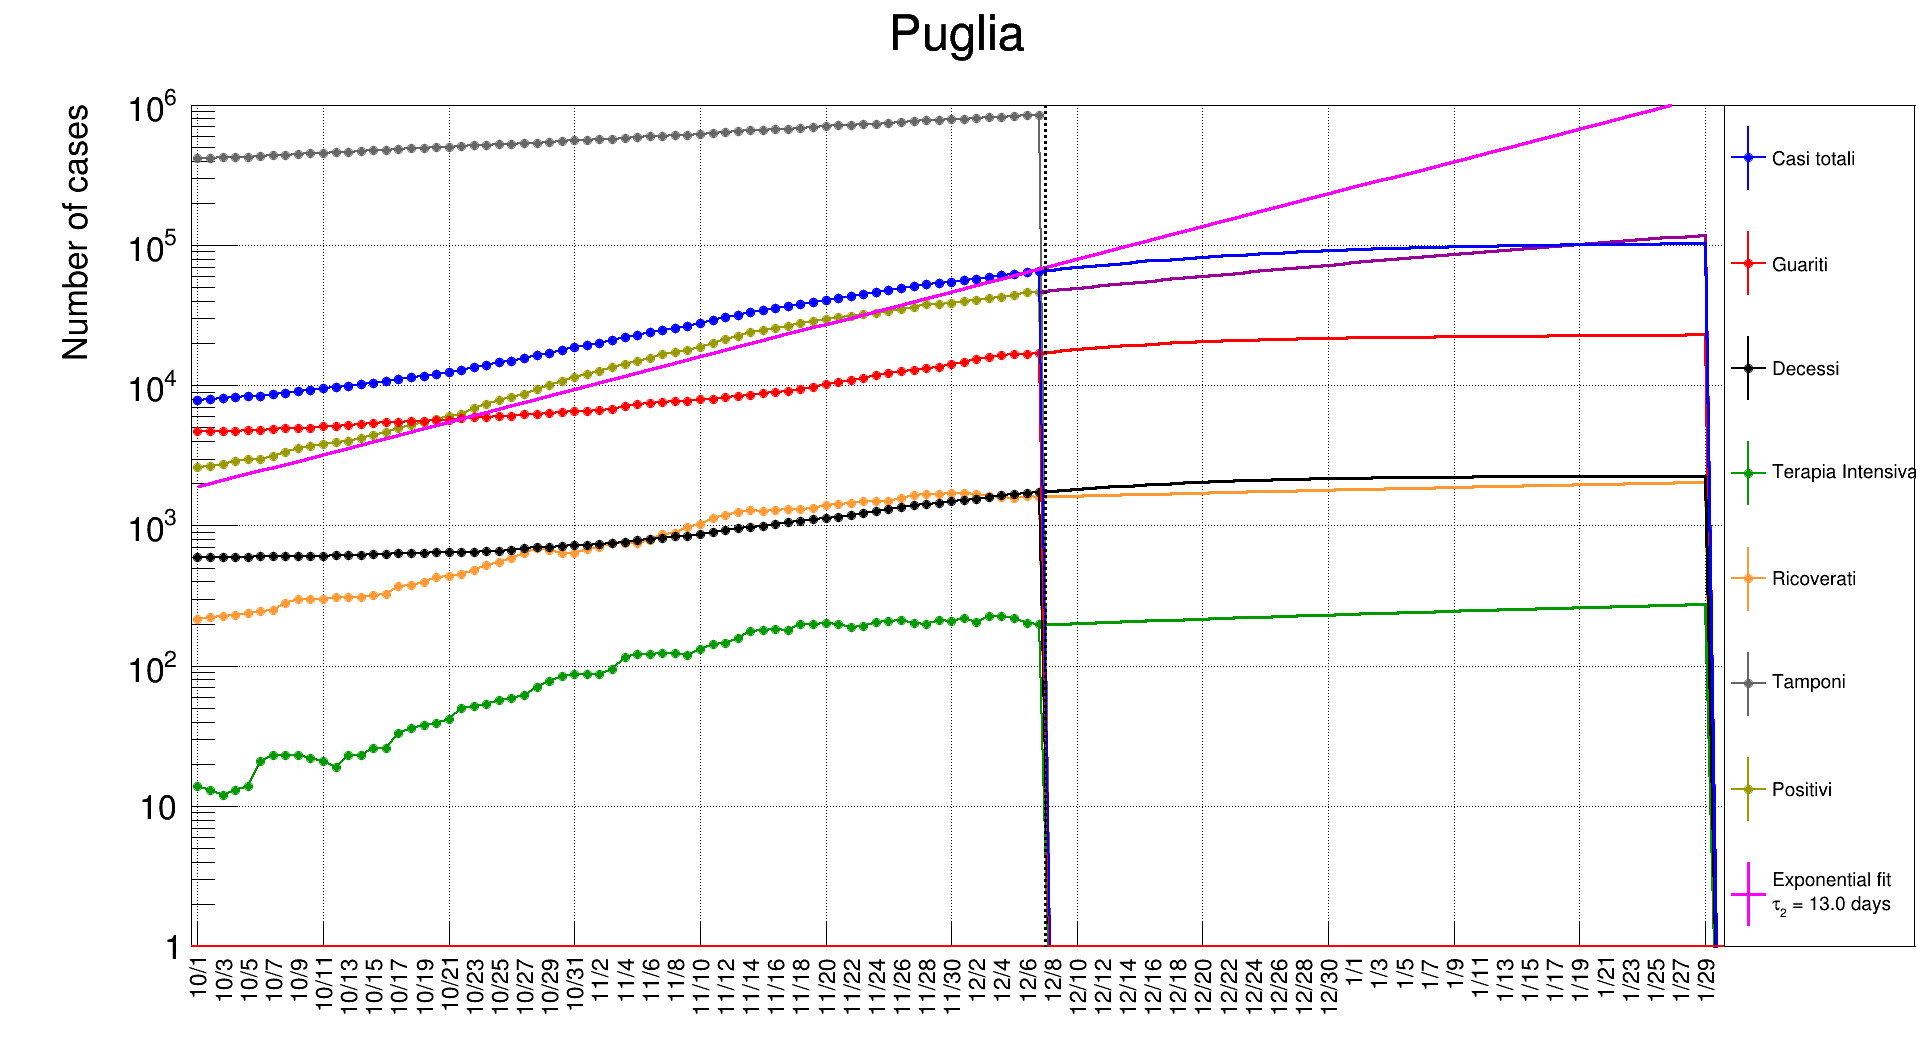 Puglia
Number of cases
10^6
10^5
10^4
10^3
10^2
10
1
10/1 10/3 10/5 10/7 10/9 10/11 10/13 10/15 10/17 10/19 10/21 10/23 10/25 10/27 10/29 10/31 11/2 11/4 11/6 11/8 11/10 11/12 11/14 11/16 11/18 11/20 11/22 11/24 11/26 11/28 11/30 12/2 12/4 12/6 12/8 12/10 12/12 12/14 12/16 12/18 12/20 12/22 12/24 12/26 12/28 12/30 1/1 1/3 1/5 1/7 1/9 1/11 1/13 1/15 1/17 1/19 1/21 1/23 1/25 1/27 1/29
Casi totali
Guariti
Decessi
Terapia Intensiva
Ricoverati
Tamponi
Positivi
Exponential fit
τ₂ = 13.0 days